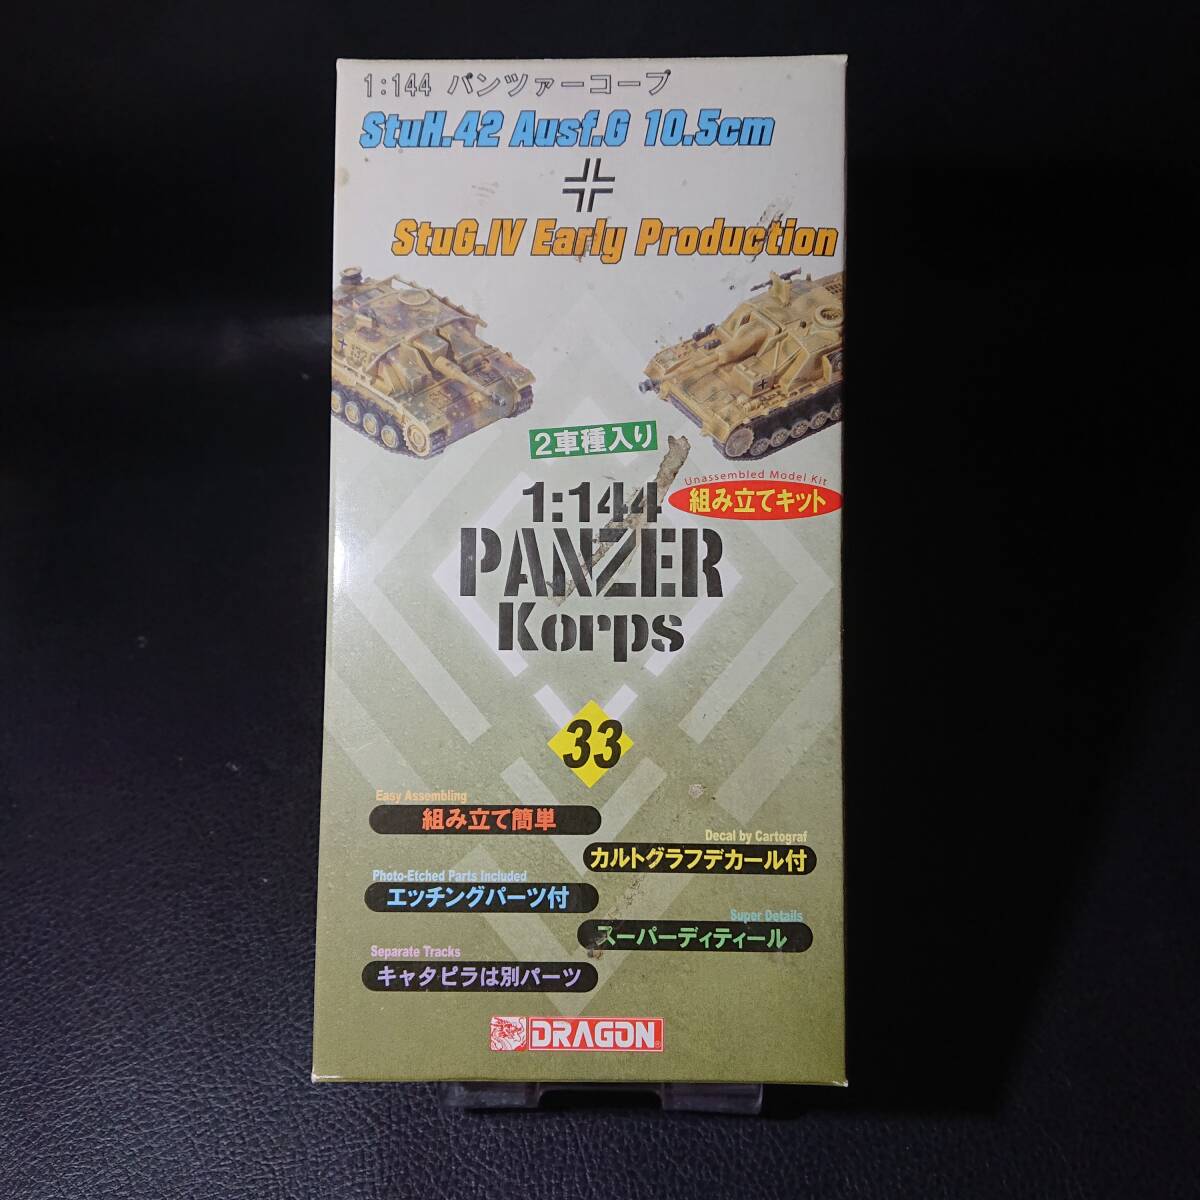 1:144 パンツァーコープ
StuH.42 Ausf.G 10.5cm
StuG.IV Early Production
2車種入り
Unassembled Model Kit
組み立てキット
1:144
PANZER
Korps
33
Easy Assembling
組み立て簡単
Decal by Cartograf
カルトグラフデカール付
Photo-Etched Parts Included
エッチングパーツ付
Super Details
スーパーディティール
Separate Tracks
キャタピラは別パーツ
DRAGON